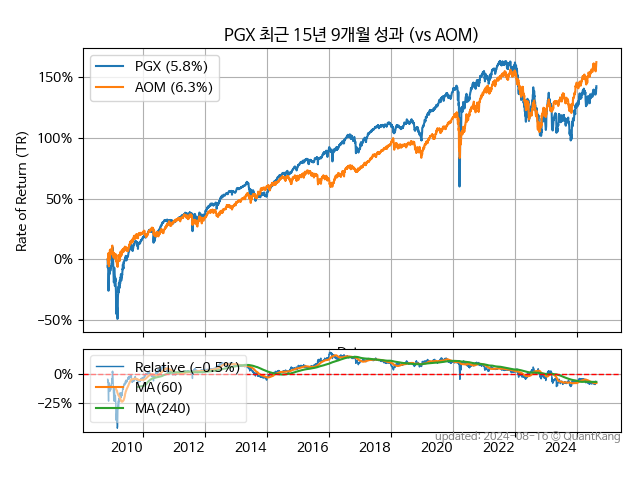 PGX 최근 15년 9개월 성과 (vs AOM)
Rate of Return (TR)
150%
100%
50%
0%
−50%
PGX (5.8%)
AOM (6.3%)
0%
−25%
Relative (−0.5%)
MA(60)
MA(240)
2010 2012 2014 2016 2018 2020 2022 2024
updated: 2024-08-16 © QuantKang